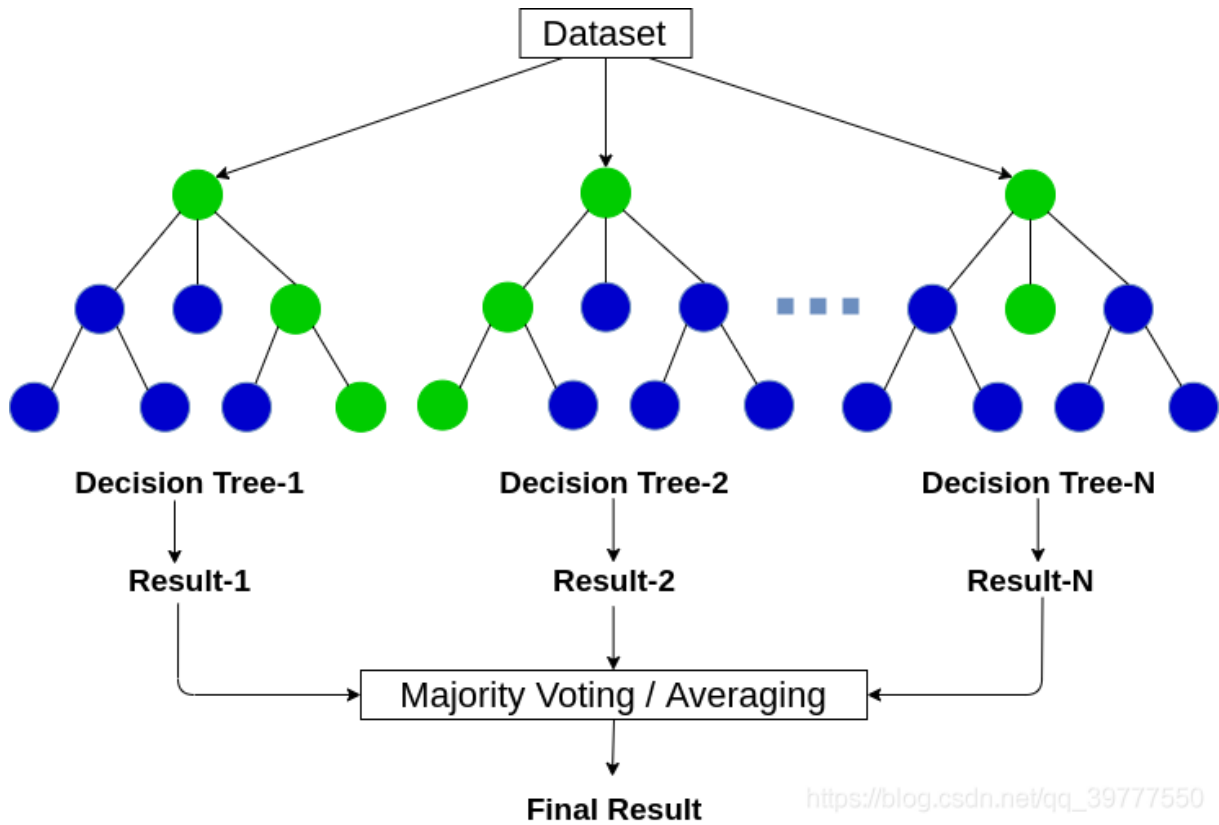 Dataset
Decision Tree-1
Decision Tree-2
Decision Tree-N
Result-1
Result-2
Result-N
Majority Voting / Averaging
Final Result
https://blog.csdn.net/qq_39777550